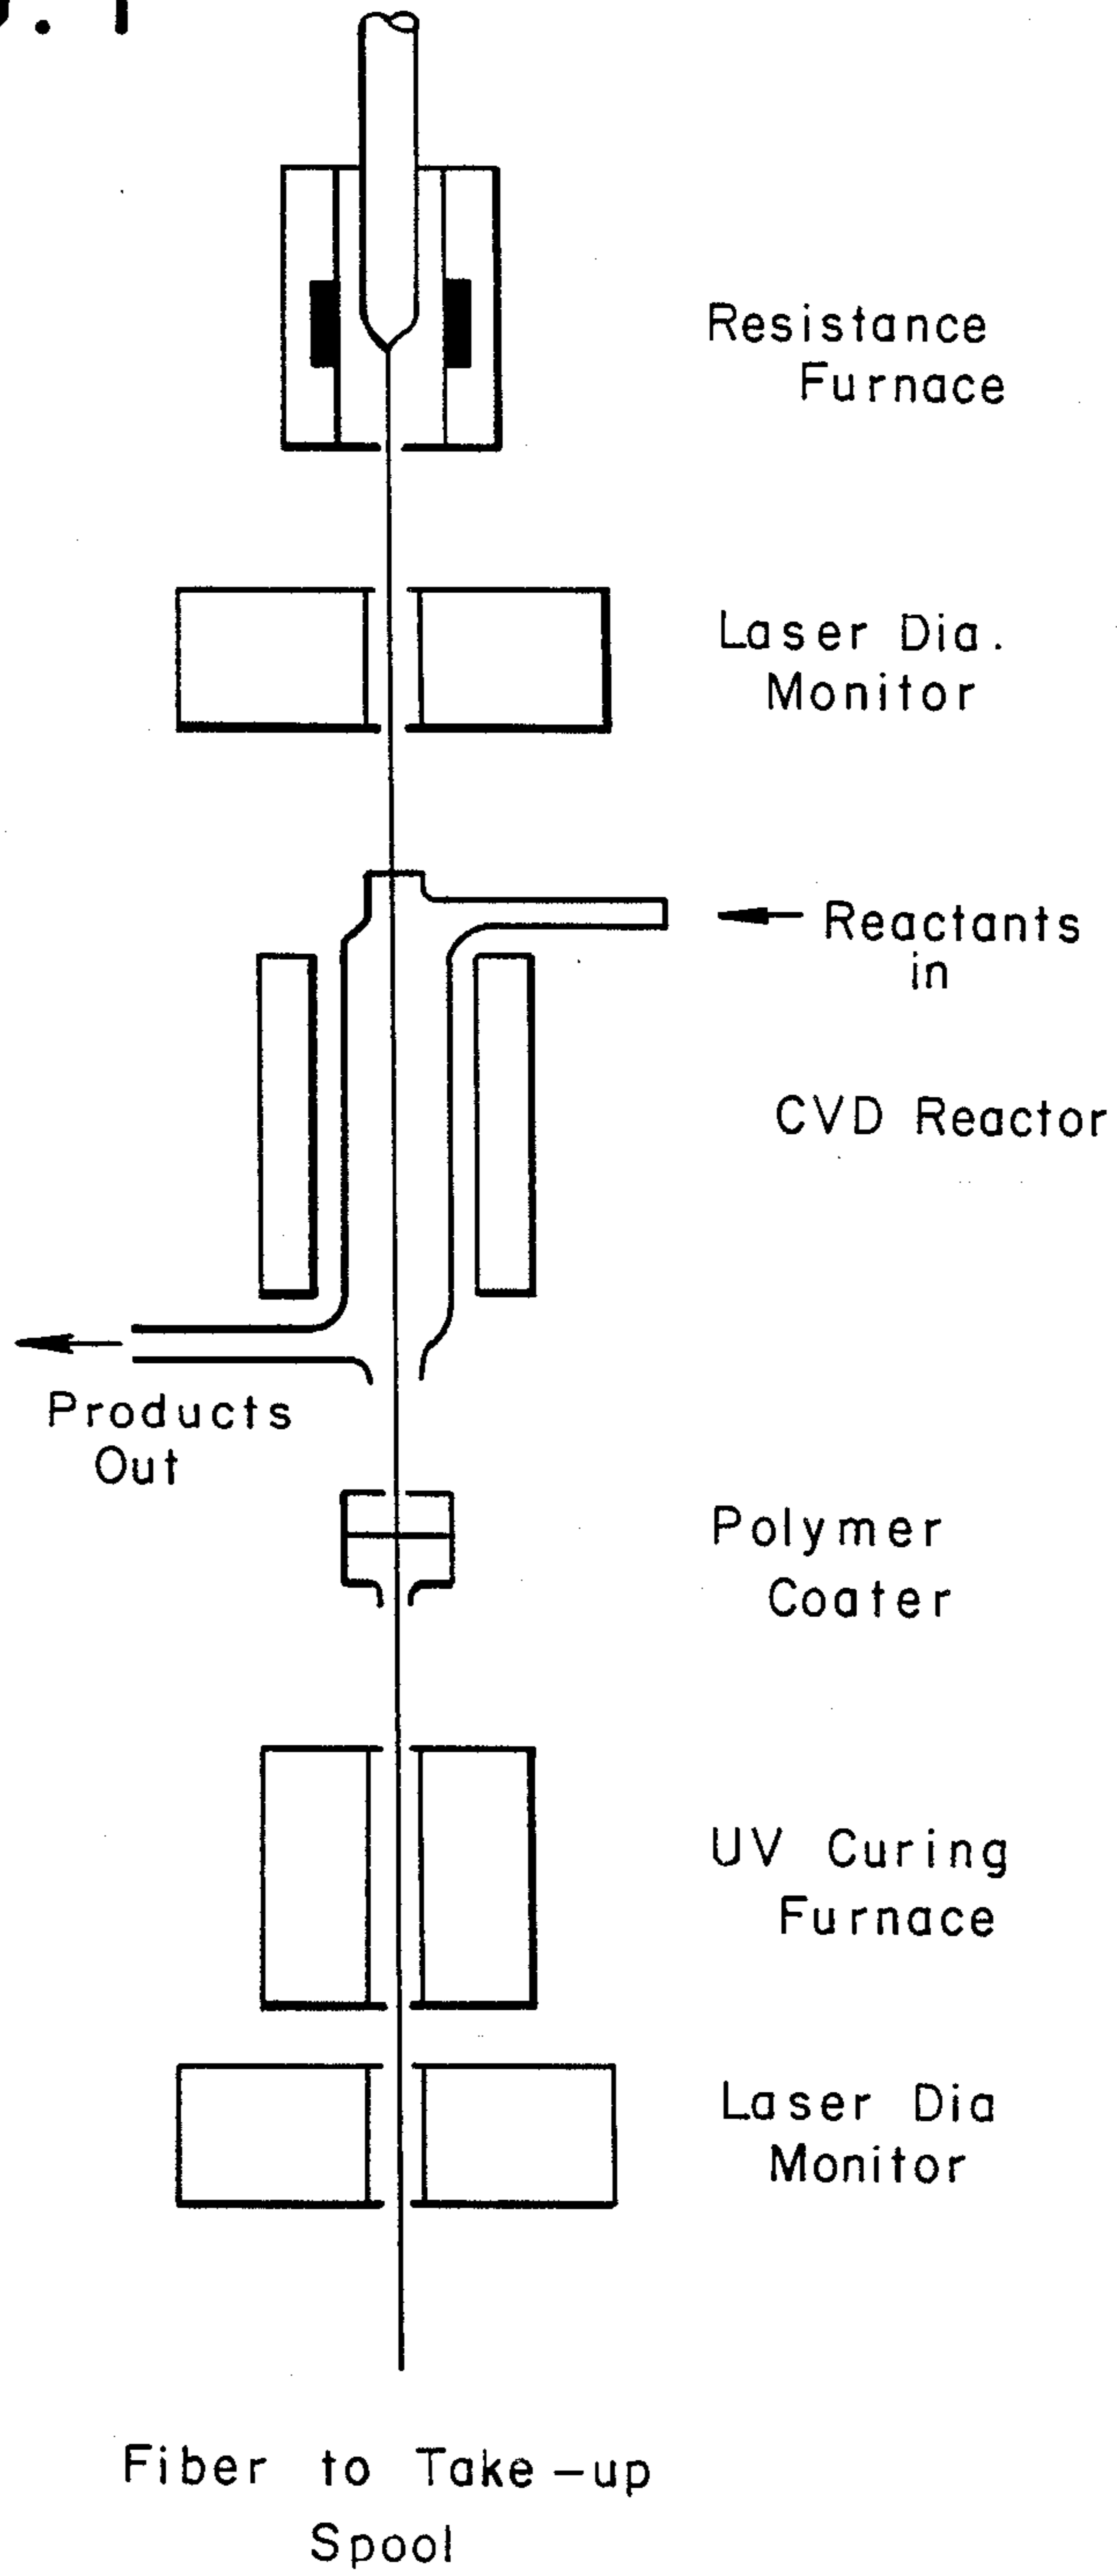 . 1
Resistance
Furnace
Laser Dia.
Monitor
Reactants
in
CVD Reactor
Products
Out
Polymer
Coater
UV Curing
Furnace
Laser Dia
Monitor
Fiber to Take-up
Spool